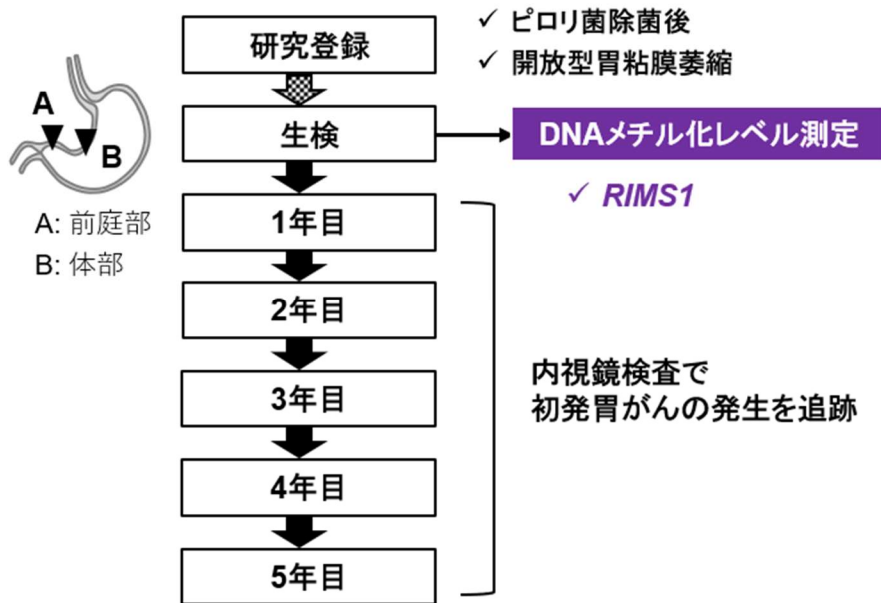 研究登録
✓ ピロリ菌除菌後
✓ 開放型胃粘膜萎縮
A
B
A: 前庭部
B: 体部
生検
DNAメチル化レベル測定
✓ RIMS1
1年目
2年目
3年目
4年目
5年目
内視鏡検査で
初発胃がんの発生を追跡